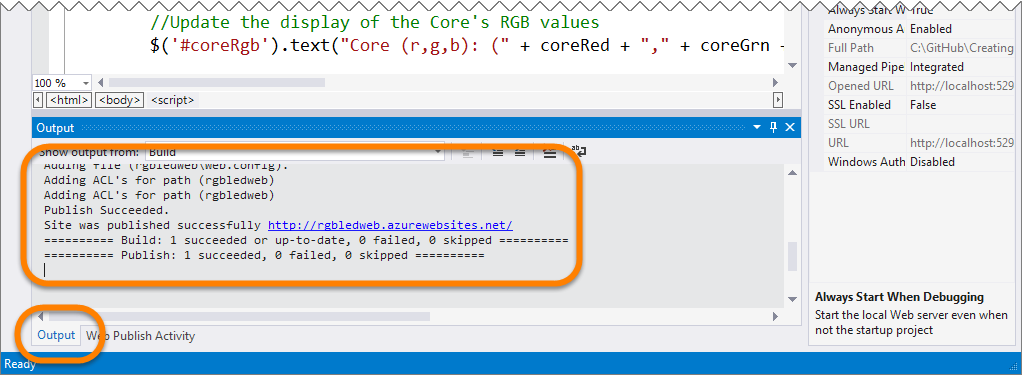 //Update the display of the Core's RGB values
$('#coreRgb').text("Core (r,g,b): (" + coreRed + "," + coreGrn +
100 %
<html> <body> <script>
Output
Show output from: Build
Adding file (rgbledweb\Web.config).
Adding ACL's for path (rgbledweb)
Adding ACL's for path (rgbledweb)
Publish Succeeded.
Site was published successfully http://rgbledweb.azurewebsites.net/
========== Build: 1 succeeded or up-to-date, 0 failed, 0 skipped ==========
========== Publish: 1 succeeded, 0 failed, 0 skipped ==========
Output Web Publish Activity
Ready
Always Start W True
Anonymous A Enabled
Full Path C:\GitHub\Creating
Managed Pipe Integrated
Opened URL http://localhost:529
SSL Enabled False
SSL URL
URL http://localhost:529
Windows Auth Disabled
Always Start When Debugging
Start the local Web server even when
not the startup project